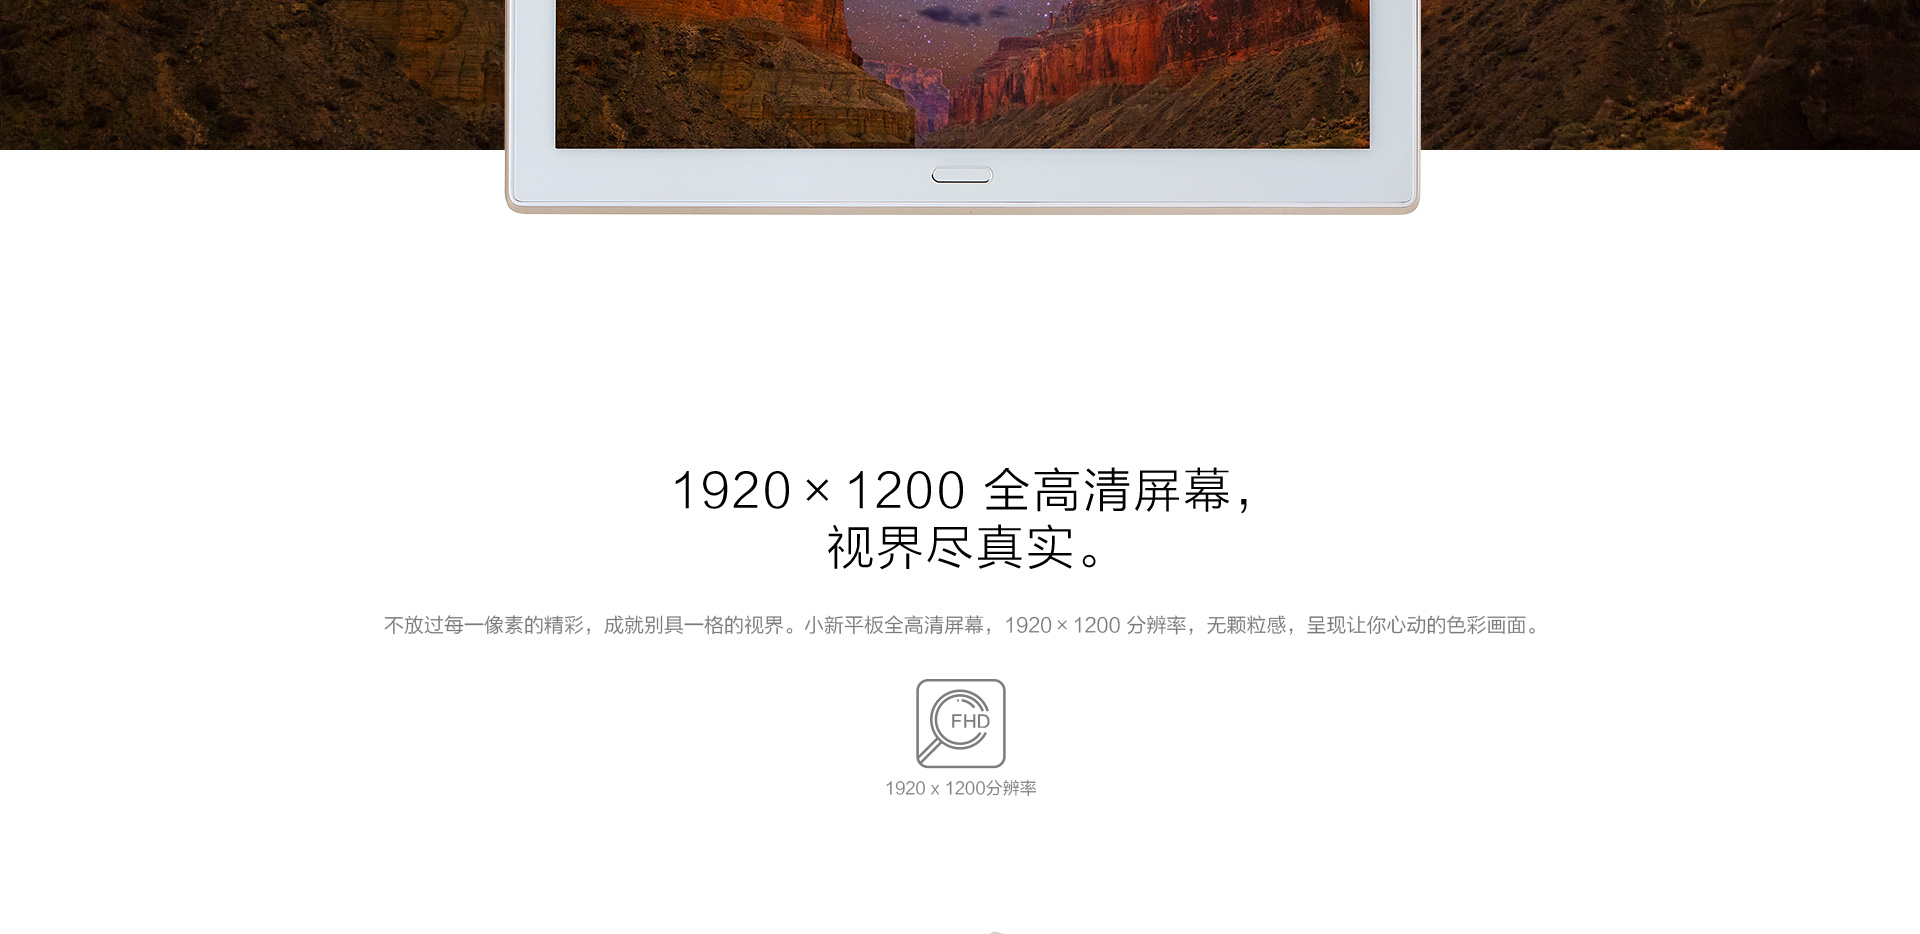 1920 × 1200 全高清屏幕，
视界尽真实。
不放过每一像素的精彩，成就别具一格的视界。小新平板全高清屏幕，1920 × 1200 分辨率，无颗粒感，呈现让你心动的色彩画面。
FHD
1920 x 1200分辨率